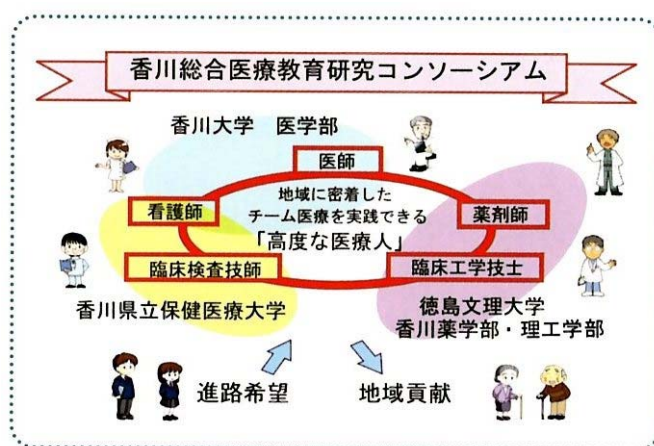 香川総合医療教育研究コンソーシアム
香川大学 医学部
医師
地域に密着した
チーム医療を実践できる
「高度な医療人」
看護師
薬剤師
臨床検査技師
臨床工学技士
香川県立保健医療大学
徳島文理大学
香川薬学部・理工学部
進路希望
地域貢献